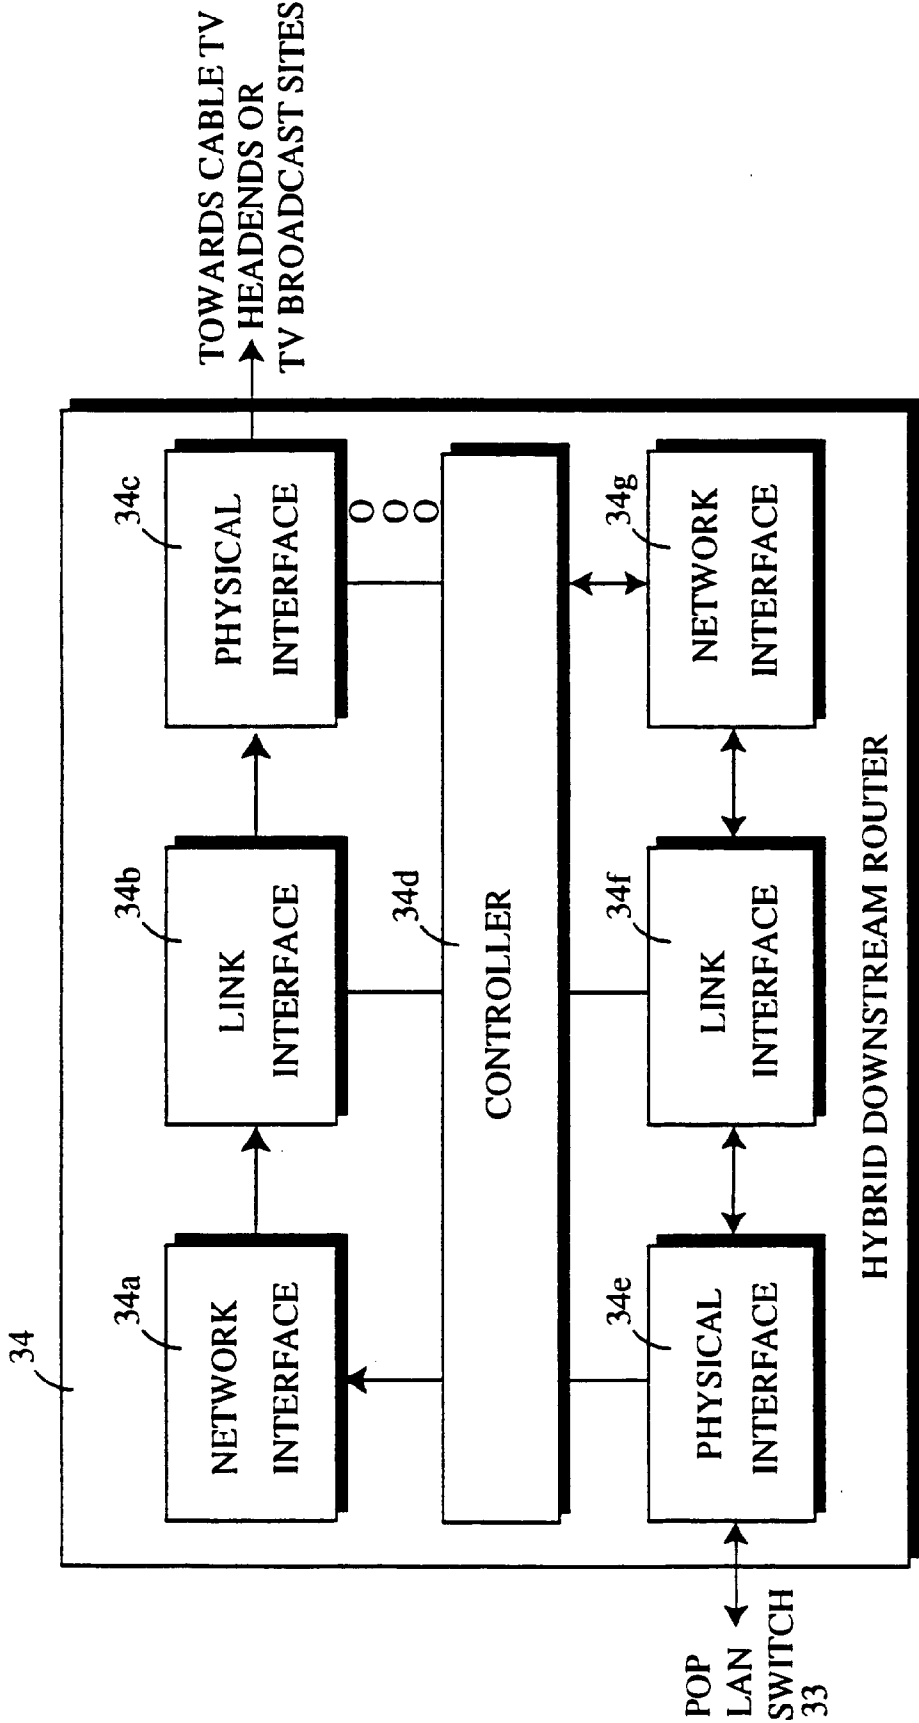 34
34a
NETWORK
INTERFACE
34b
LINK
INTERFACE
34c
PHYSICAL
INTERFACE
TOWARDS CABLE TV
HEADENDS OR
TV BROADCAST SITES
34d
CONTROLLER
OOO
34e
PHYSICAL
INTERFACE
34f
LINK
INTERFACE
34g
NETWORK
INTERFACE
POP
LAN
SWITCH
33
HYBRID DOWNSTREAM ROUTER